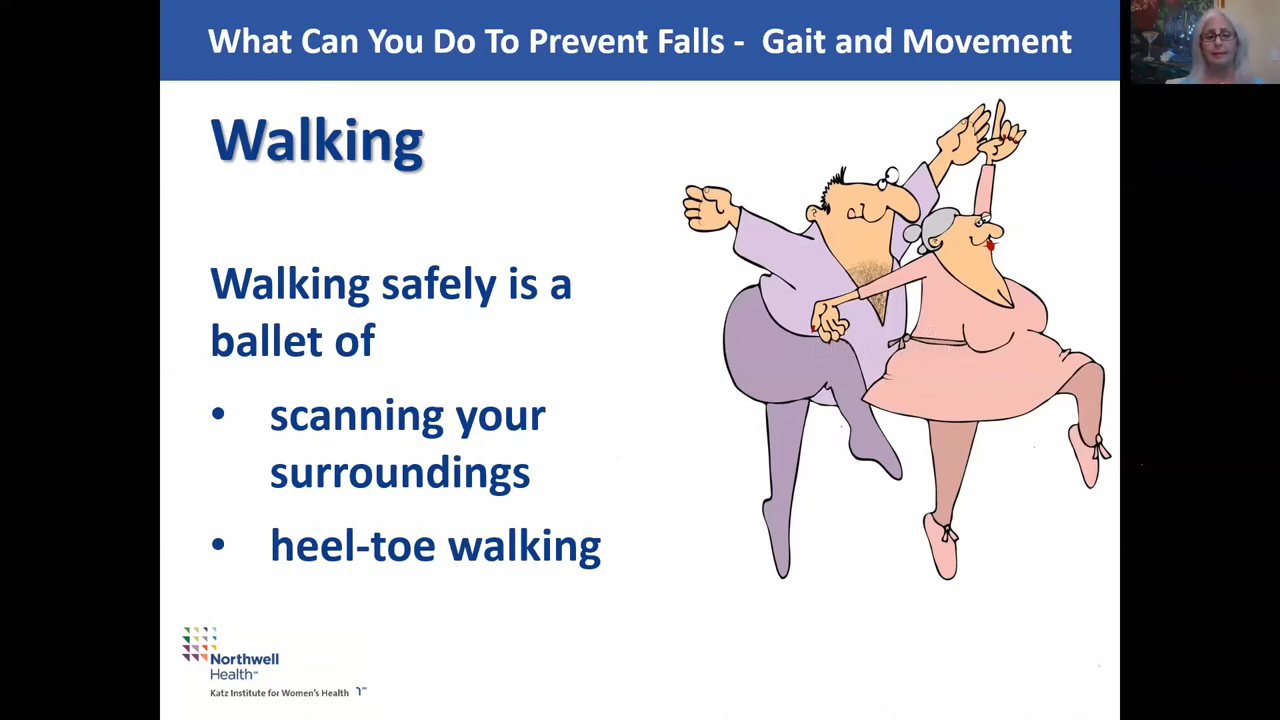 What Can You Do To Prevent Falls - Gait and Movement
Walking
Walking safely is a
ballet of
• scanning your
surroundings
• heel-toe walking
Northwell
Health℠
Katz Institute for Women's Health